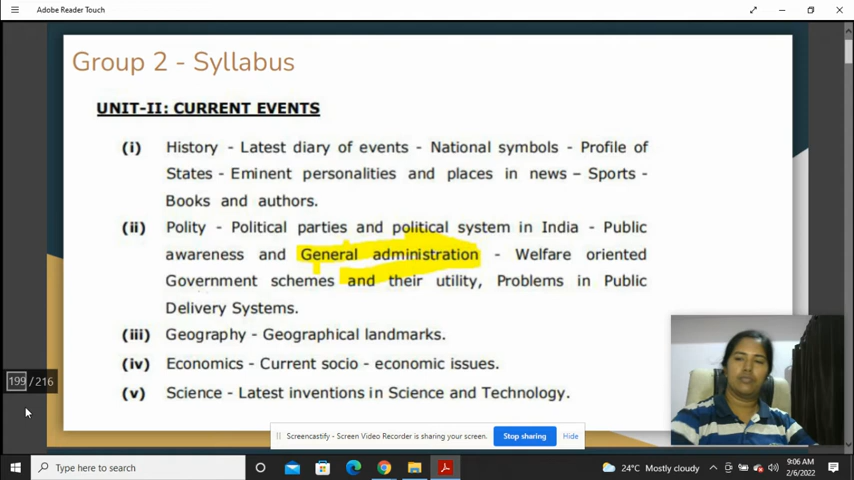 Adobe Reader Touch
Group 2 - Syllabus
UNIT-II: CURRENT EVENTS
(i) History - Latest diary of events - National symbols - Profile of
States - Eminent personalities and places in news – Sports -
Books and authors.
(ii) Polity - Political parties and political system in India - Public
awareness and General administration - Welfare oriented
Government schemes and their utility, Problems in Public
Delivery Systems.
(iii) Geography - Geographical landmarks.
(iv) Economics - Current socio - economic issues.
(v) Science - Latest inventions in Science and Technology.
199 / 216
Screencastify - Screen Video Recorder is sharing your screen.
Stop sharing
Hide
Type here to search
24°C Mostly cloudy
9:06 AM
2/6/2022